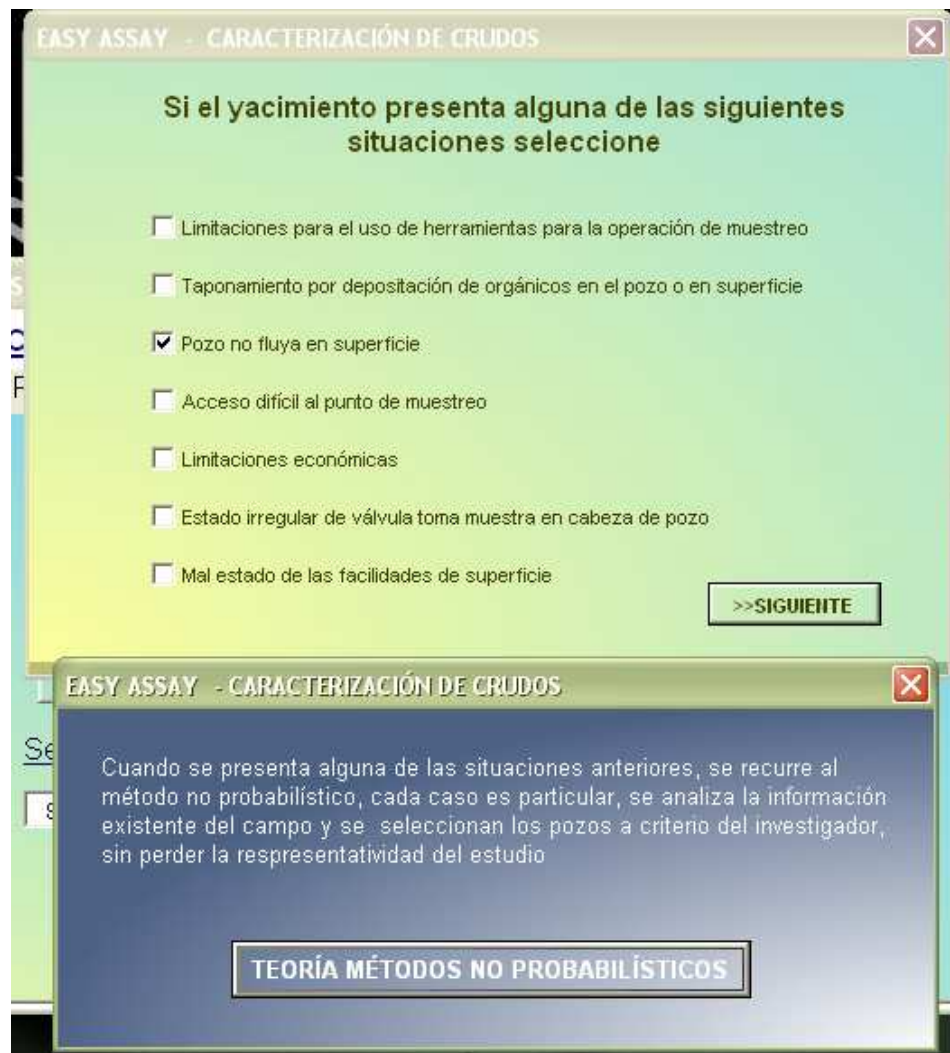 EASY ASSAY - CARACTERIZACIÓN DE CRUDOS
Si el yacimiento presenta alguna de las siguientes
situaciones seleccione
Limitaciones para el uso de herramientas para la operación de muestreo
Taponamiento por depositación de orgánicos en el pozo o en superficie
Pozo no fluya en superficie
Acceso difícil al punto de muestreo
Limitaciones económicas
Estado irregular de válvula toma muestra en cabeza de pozo
Mal estado de las facilidades de superficie
>>SIGUIENTE
EASY ASSAY - CARACTERIZACIÓN DE CRUDOS
Se
Cuando se presenta alguna de las situaciones anteriores, se recurre al
método no probabilístico, cada caso es particular, se analiza la información
existente del campo y se seleccionan los pozos a criterio del investigador,
sin perder la respresentatividad del estudio
TEORÍA MÉTODOS NO PROBABILÍSTICOS